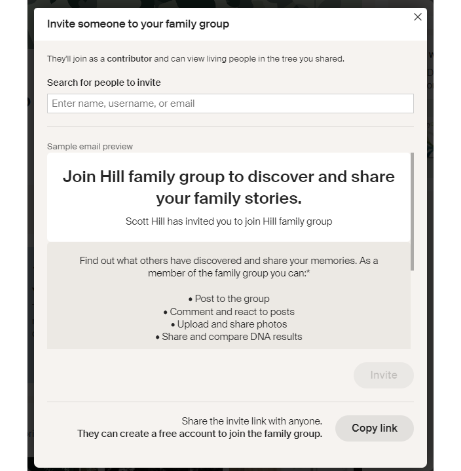 Invite someone to your family group
They'll join as a contributor and can view living people in the tree you shared.
Search for people to invite
Enter name, username, or email
Sample email preview
Join Hill family group to discover and share
your family stories.
Scott Hill has invited you to join Hill family group
Find out what others have discovered and share your memories. As a
member of the family group you can:*
• Post to the group
• Comment and react to posts
• Upload and share photos
• Share and compare DNA results
Invite
Share the invite link with anyone.
They can create a free account to join the family group.
Copy link